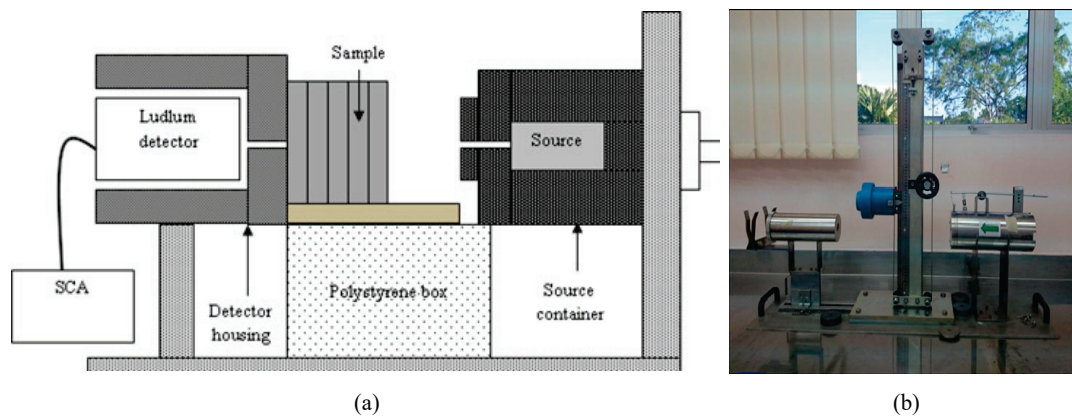 Sample
Ludlum
detector
Source
SCA
Detector
housing
Polystyrene box
Source
container
(a)
(b)